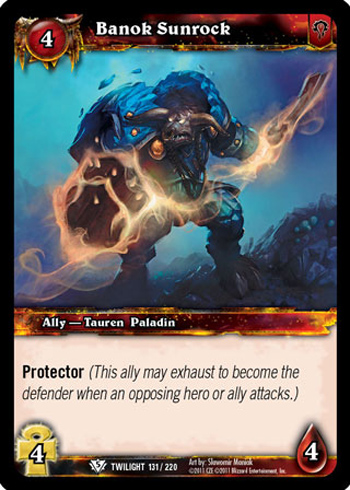 4
Banok Sunrock
Ally — Tauren Paladin
Protector (This ally may exhaust to become the
defender when an opposing hero or ally attacks.)
4
TWILIGHT 131/220
Art by: Slawomir Maniak
©2011 CZE ©2011 Blizzard Entertainment, Inc.
4